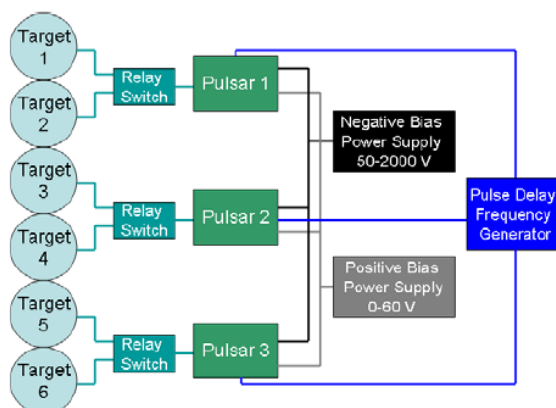 Target
1
Target
2
Target
3
Target
4
Target
5
Target
6
Relay
Switch
Relay
Switch
Relay
Switch
Pulsar 1
Pulsar 2
Pulsar 3
Negative Bias
Power Supply
50-2000 V
Positive Bias
Power Supply
0-60 V
Pulse Delay
Frequency
Generator